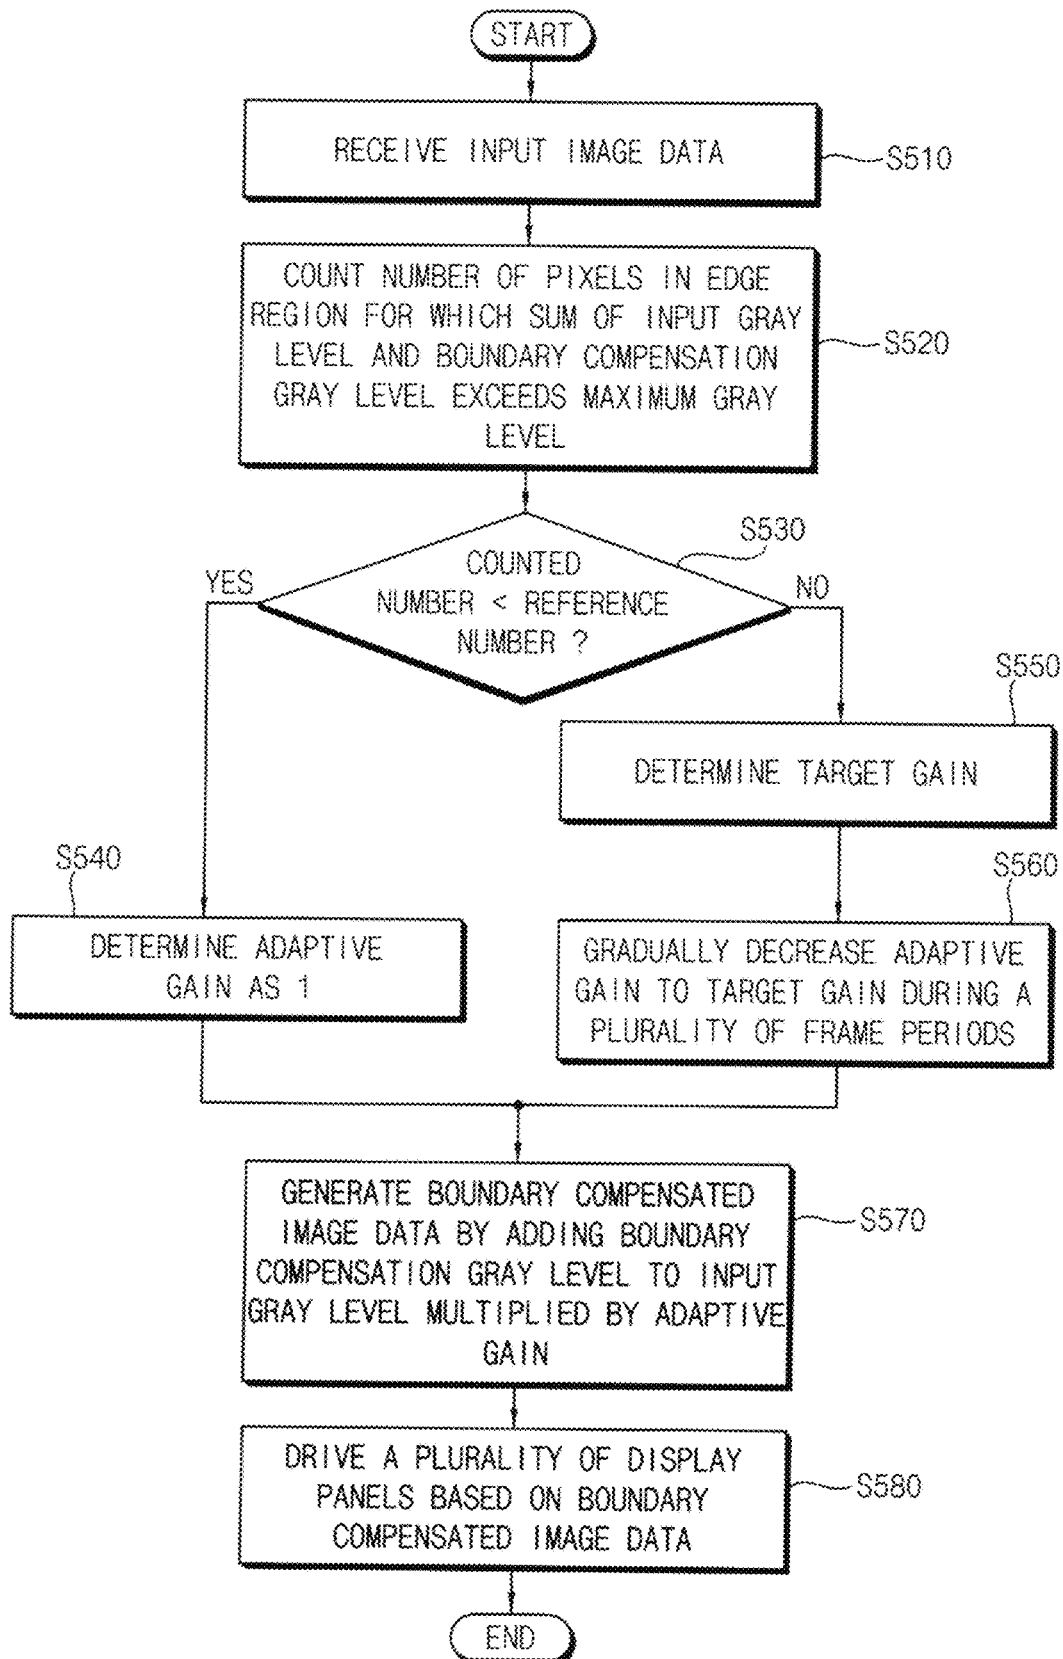 START
RECEIVE INPUT IMAGE DATA
S510
COUNT NUMBER OF PIXELS IN EDGE
REGION FOR WHICH SUM OF INPUT GRAY
LEVEL AND BOUNDARY COMPENSATION
GRAY LEVEL EXCEEDS MAXIMUM GRAY
LEVEL
S520
S530
COUNTED
NUMBER < REFERENCE
NUMBER ?
YES
NO
S550
DETERMINE TARGET GAIN
S540
DETERMINE ADAPTIVE
GAIN AS 1
S560
GRADUALLY DECREASE ADAPTIVE
GAIN TO TARGET GAIN DURING A
PLURALITY OF FRAME PERIODS
GENERATE BOUNDARY COMPENSATED
IMAGE DATA BY ADDING BOUNDARY
COMPENSATION GRAY LEVEL TO INPUT
GRAY LEVEL MULTIPLIED BY ADAPTIVE
GAIN
S570
DRIVE A PLURALITY OF DISPLAY
PANELS BASED ON BOUNDARY
COMPENSATED IMAGE DATA
S580
END